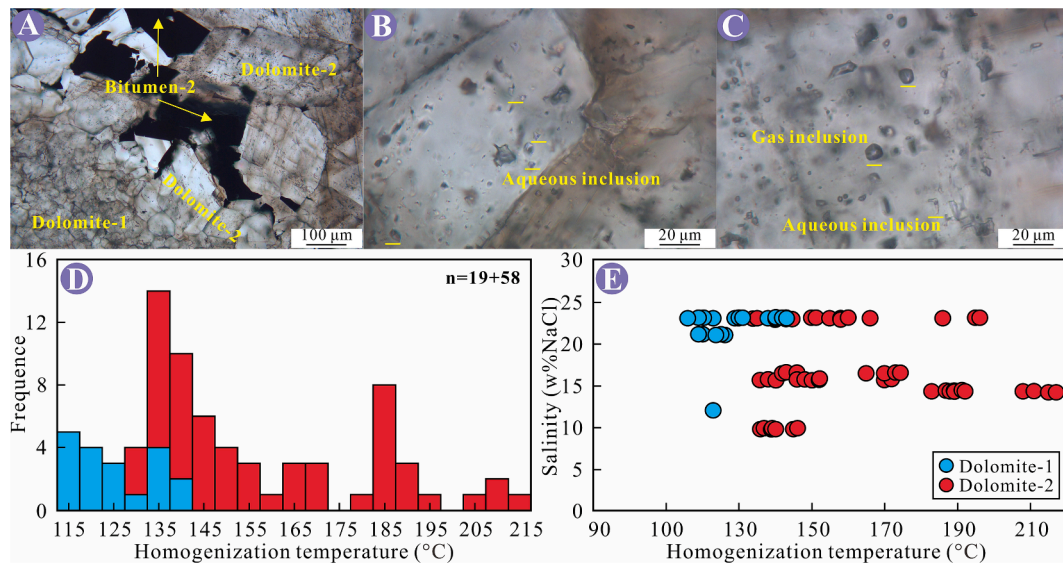 A
Dolomite-2
Bitumen-2
Dolomite-2
Dolomite-1
100 μm
B
Aqueous inclusion
20 μm
C
Gas inclusion
Aqueous inclusion
20 μm
D
n=19+58
16
12
8
4
0
Frequence
115 125 135 145 155 165 175 185 195 205 215
Homogenization temperature (°C)
E
30
25
20
15
10
5
0
Salinity (w%NaCl)
Dolomite-1
Dolomite-2
90 110 130 150 170 190 210
Homogenization temperature (°C)